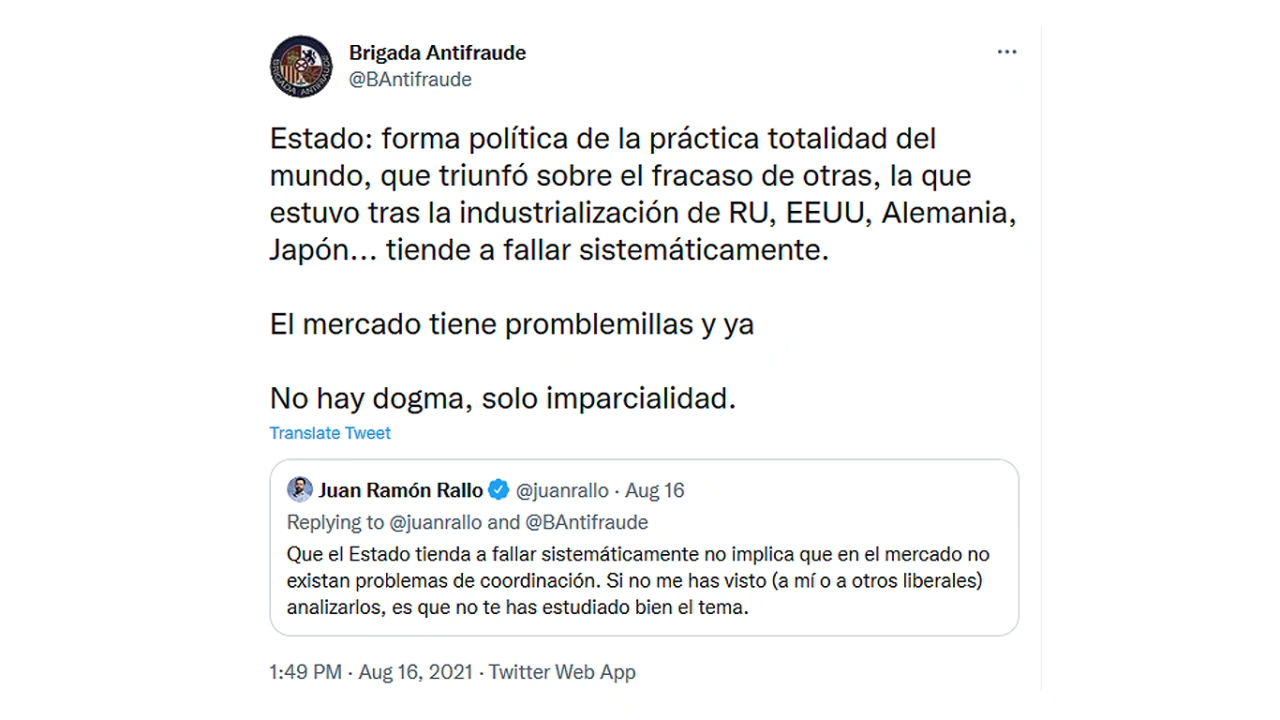 Brigada Antifraude
@BAntifraude
...
Estado: forma política de la práctica totalidad del
mundo, que triunfó sobre el fracaso de otras, la que
estuvo tras la industrialización de RU, EEUU, Alemania,
Japón... tiende a fallar sistemáticamente.
El mercado tiene promblemillas y ya
No hay dogma, solo imparcialidad.
Translate Tweet
Juan Ramón Rallo @juanrallo · Aug 16
Replying to @juanrallo and @BAntifraude
Que el Estado tienda a fallar sistemáticamente no implica que en el mercado no
existan problemas de coordinación. Si no me has visto (a mí o a otros liberales)
analizarlos, es que no te has estudiado bien el tema.
1:49 PM · Aug 16, 2021 · Twitter Web App